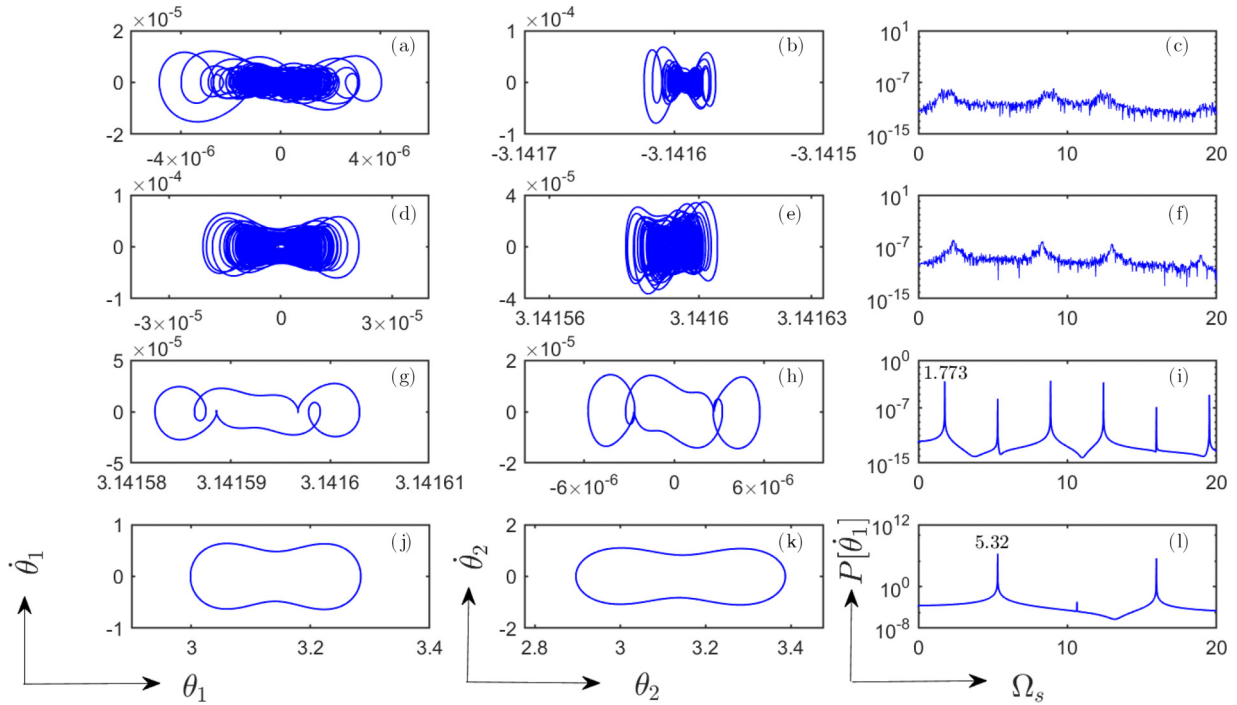 ×10⁻⁵ ×10⁻⁴
2 (a) 1 (b) 10¹ (c)
0 0 10⁻⁷
-2 -1 10⁻¹⁵
-4×10⁻⁶ 0 4×10⁻⁶ -3.1417 -3.1416 -3.1415 0 10 20
×10⁻⁴ ×10⁻⁵
1 (d) 4 (e) 10¹ (f)
0 0 10⁻⁷
-1 -4 10⁻¹⁵
-3×10⁻⁵ 0 3×10⁻⁵ 3.14156 3.1416 3.14163 0 10 20
×10⁻⁵ ×10⁻⁵
5 (g) 2 (h) 10⁰ 1.773 (i)
0 0 10⁻⁷
-5 -2 10⁻¹⁵
3.14158 3.14159 3.1416 3.14161 -6×10⁻⁶ 0 6×10⁻⁶ 0 10 20
1 (j) 2 (k) 10¹² 5.32 (l)
0 0 10⁰
-1 -2 10⁻⁸
3 3.2 3.4 2.8 3 3.2 3.4 0 10 20
θ̇₁ θ̇₂ P[θ̇₁]
θ₁ θ₂ Ωₛ